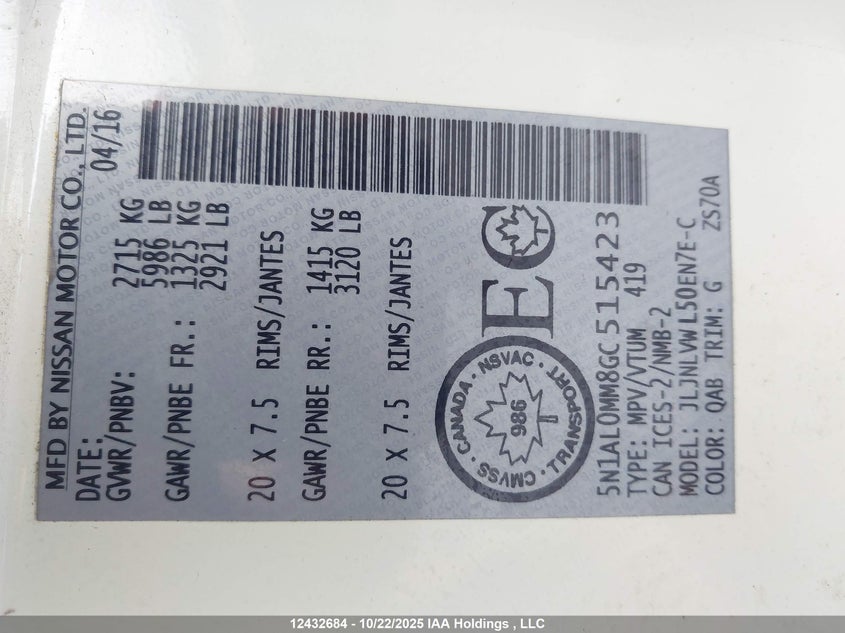 MFD BY NISSAN MOTOR CO., LTD.
DATE: 04/16
GVWR/PNBV: 2715 KG
5986 LB
GAWR/PNBE FR.: 1325 KG
2921 LB
20 X 7.5 RIMS/JANTES
GAWR/PNBE RR.: 1415 KG
3120 LB
20 X 7.5 RIMS/JANTES
CANADA · NSVAC · TRANSPORT · CMVSS ·
986
EC
5N1AL0MM8GC515423
TYPE: MPV/VTUM 419
CAN ICES-2/NMB-2
MODEL: JLJNLVWL50EN7E-C
COLOR: QAB TRIM: G ZS70A
12432684 - 10/22/2025 IAA Holdings , LLC